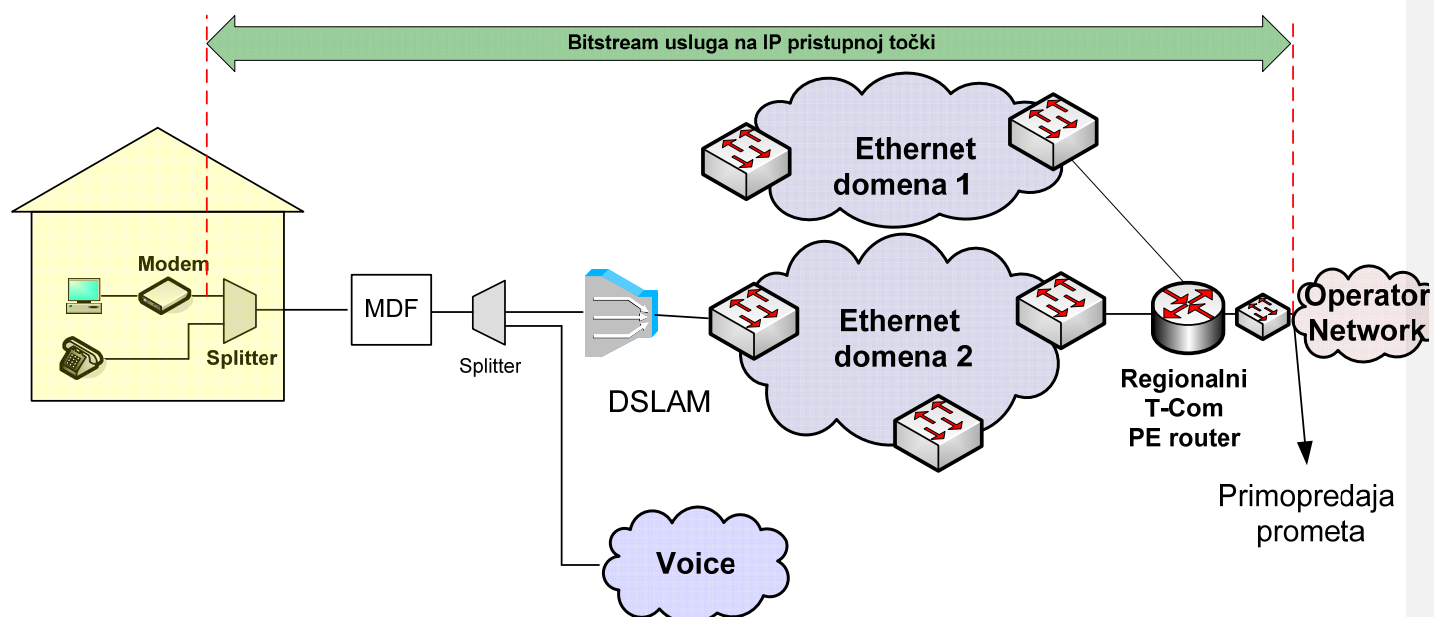 Bitstream usluga na IP pristupnoj točki
Ethernet
domena 1
Modem
Splitter
MDF
Splitter
DSLAM
Ethernet
domena 2
Regionalni
T-Com
PE router
Operator
Network
Primopredaja
prometa
Voice